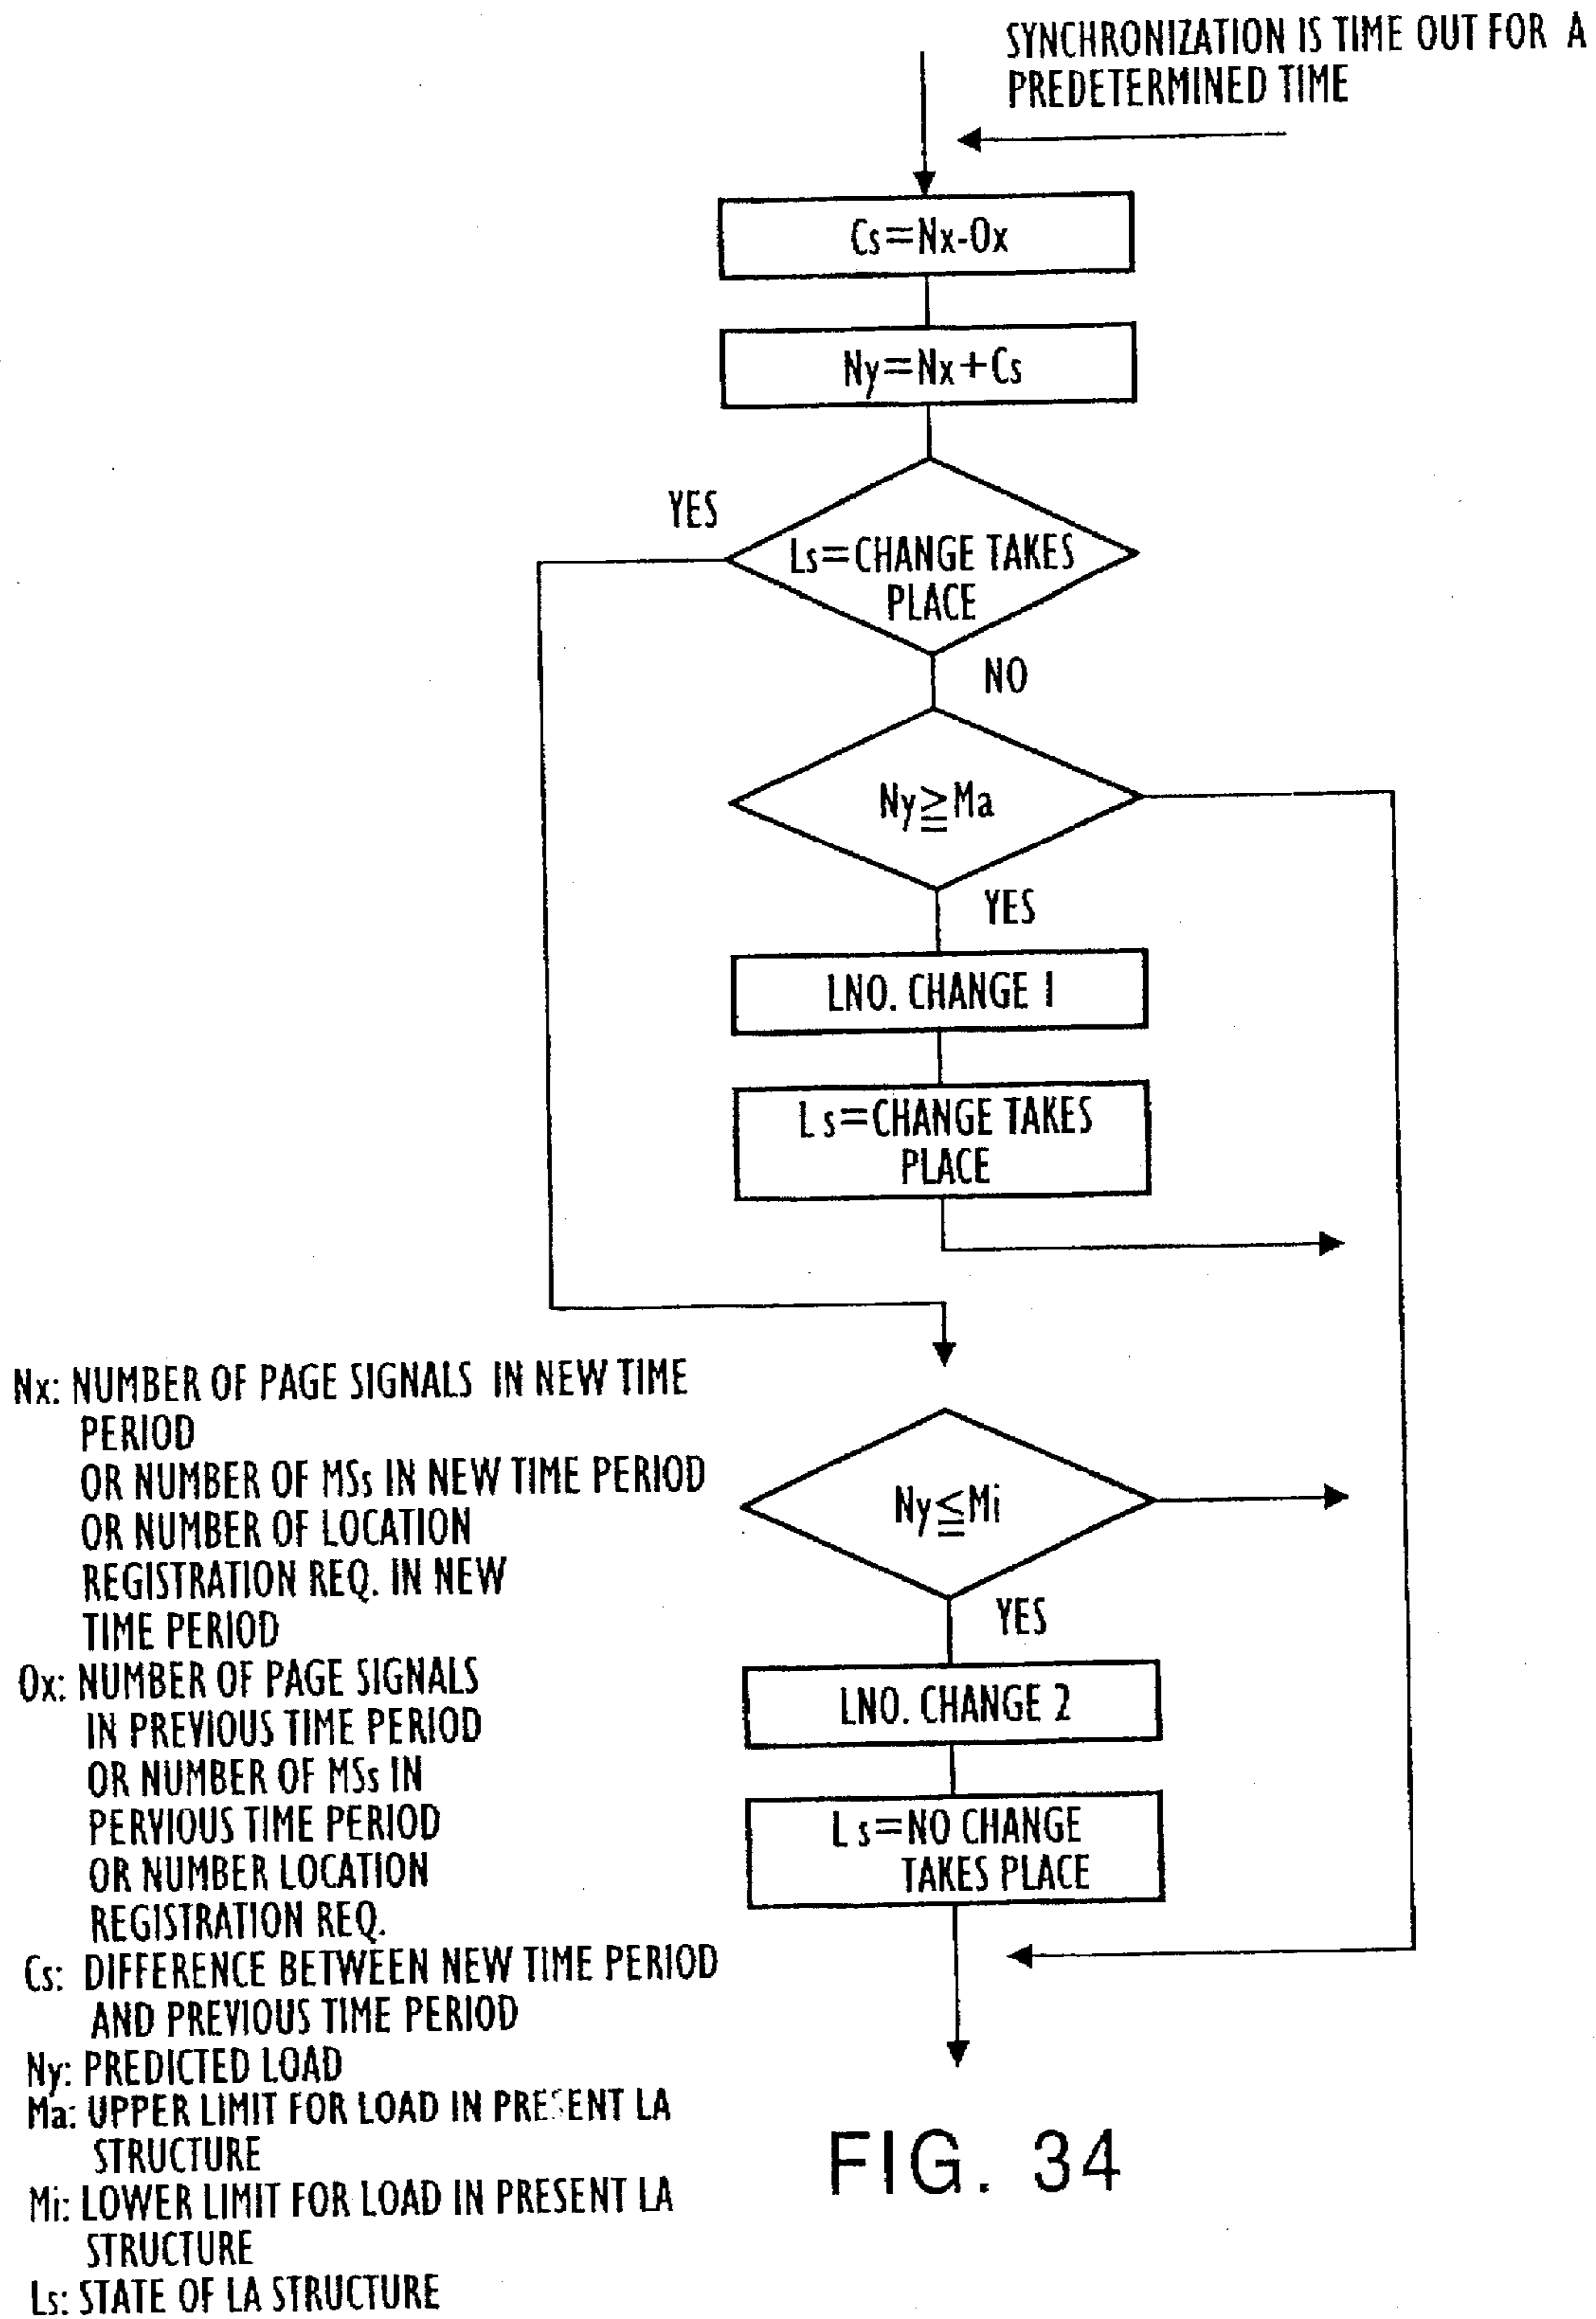 SYNCHRONIZATION IS TIME OUT FOR A
PREDETERMINED TIME
Cs=Nx-Ox
Ny=Nx+Cs
YES
Ls=CHANGE TAKES
PLACE
NO
Ny≧Ma
YES
LNO. CHANGE 1
Ls=CHANGE TAKES
PLACE
Ny≦Mi
YES
LNO. CHANGE 2
Ls=NO CHANGE
TAKES PLACE
Nx: NUMBER OF PAGE SIGNALS IN NEW TIME
PERIOD
OR NUMBER OF MSs IN NEW TIME PERIOD
OR NUMBER OF LOCATION
REGISTRATION REQ. IN NEW
TIME PERIOD
Ox: NUMBER OF PAGE SIGNALS
IN PREVIOUS TIME PERIOD
OR NUMBER OF MSs IN
PERVIOUS TIME PERIOD
OR NUMBER LOCATION
REGISTRATION REQ.
Cs: DIFFERENCE BETWEEN NEW TIME PERIOD
AND PREVIOUS TIME PERIOD
Ny: PREDICTED LOAD
Ma: UPPER LIMIT FOR LOAD IN PRESENT LA
STRUCTURE
Mi: LOWER LIMIT FOR LOAD IN PRESENT LA
STRUCTURE
Ls: STATE OF LA STRUCTURE
FIG. 34